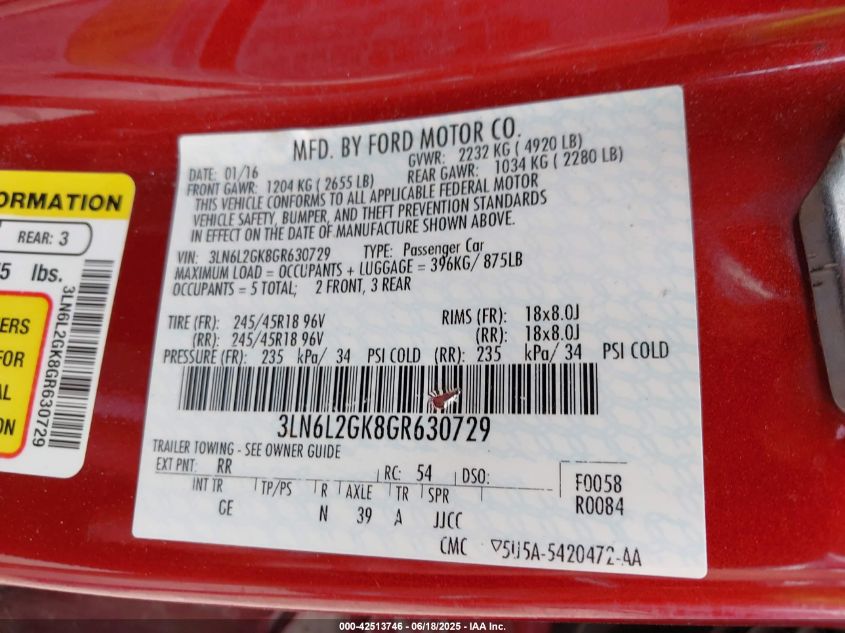 ORMATION
REAR: 3
5 lbs.
ERS
FOR
AL
ON
3LN6L2GK8GR630729
MFD. BY FORD MOTOR CO.
DATE: 01/16 GVWR: 2232 KG ( 4920 LB)
FRONT GAWR: 1204 KG ( 2655 LB) REAR GAWR: 1034 KG ( 2280 LB)
THIS VEHICLE CONFORMS TO ALL APPLICABLE FEDERAL MOTOR
VEHICLE SAFETY, BUMPER, AND THEFT PREVENTION STANDARDS
IN EFFECT ON THE DATE OF MANUFACTURE SHOWN ABOVE.
VIN: 3LN6L2GK8GR630729 TYPE: Passenger Car
MAXIMUM LOAD = OCCUPANTS + LUGGAGE = 396KG/ 875LB
OCCUPANTS = 5 TOTAL; 2 FRONT, 3 REAR
TIRE (FR): 245/45R18 96V RIMS (FR): 18x8.0J
(RR): 245/45R18 96V (RR): 18x8.0J
PRESSURE (FR): 235 kPa/ 34 PSI COLD (RR): 235 kPa/ 34 PSI COLD
3LN6L2GK8GR630729
TRAILER TOWING - SEE OWNER GUIDE
EXT PNT: RR RC: 54 DSO: F0058
INT TR TP/PS R AXLE TR SPR R0084
GE N 39 A JJCC
CMC ▽5U5A-5420472-AA
000-42513746 - 06/18/2025 - IAA Inc.